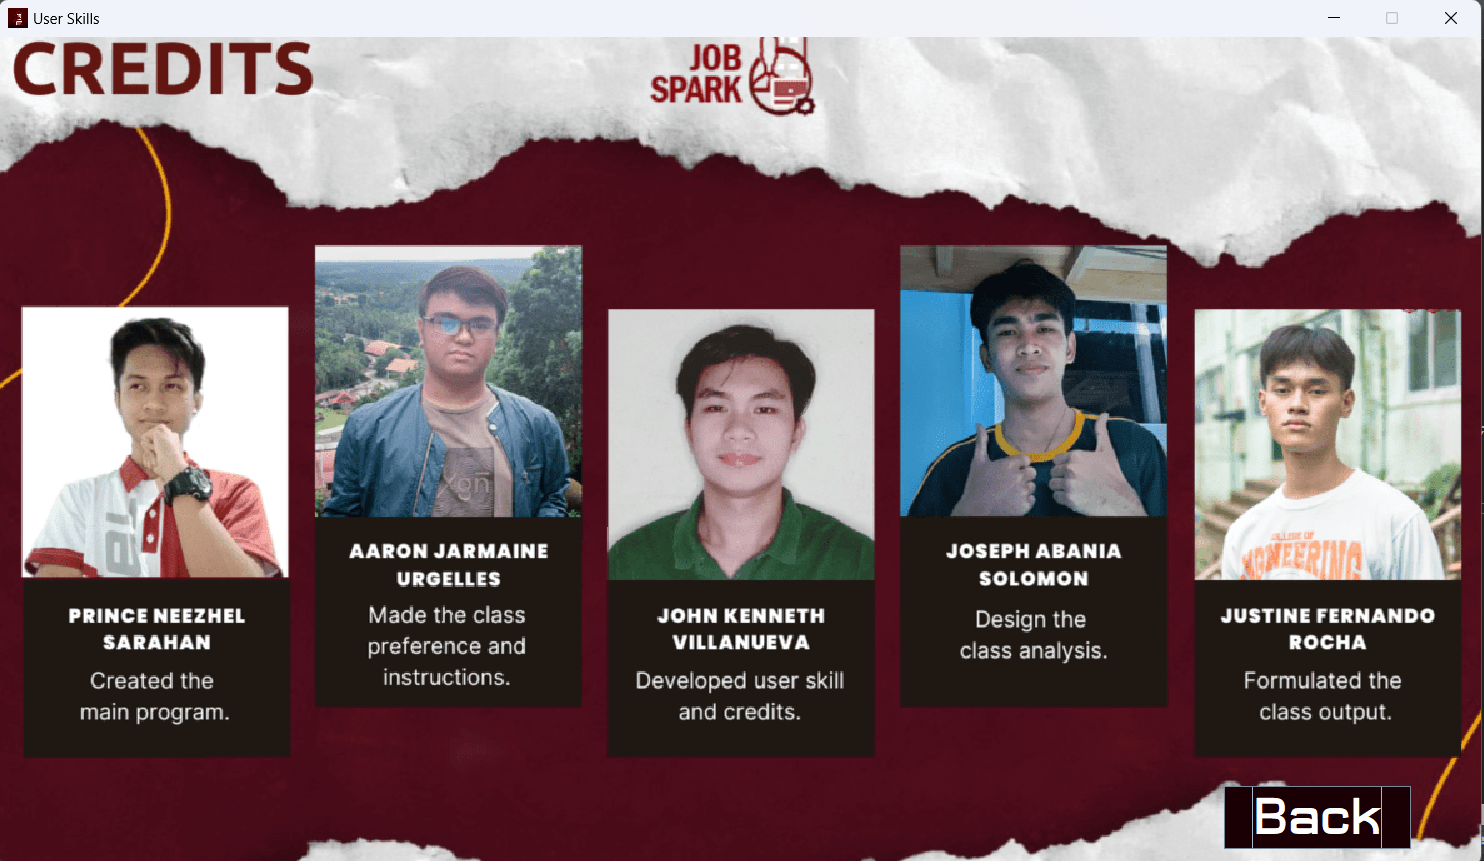 User Skills
CREDITS
JOB
SPARK
PRINCE NEEZHEL
SARAHAN
Created the
main program.
AARON JARMAINE
URGELLES
Made the class
preference and
instructions.
JOHN KENNETH
VILLANUEVA
Developed user skill
and credits.
JOSEPH ABANIA
SOLOMON
Design the
class analysis.
JUSTINE FERNANDO
ROCHA
Formulated the
class output.
Back